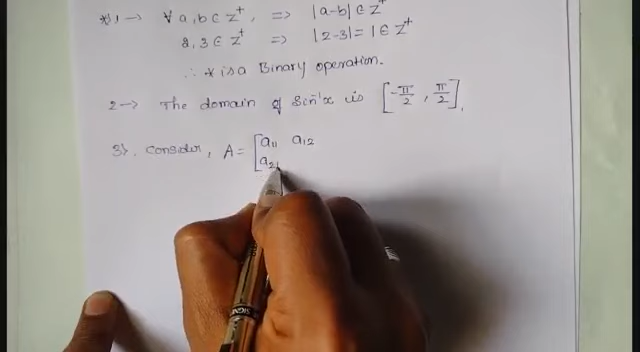 *1 → ∀ a, b ∈ Z⁺, ⇒ |a-b| ∈ Z⁺
2, 3 ∈ Z⁺ ⇒ |2-3| = 1 ∈ Z⁺
∴ * is a Binary operation.
2 → The domain of Sin⁻¹x is [-π/2, π/2].
3). Consider, A = [a₁₁ a₁₂
a₂₁